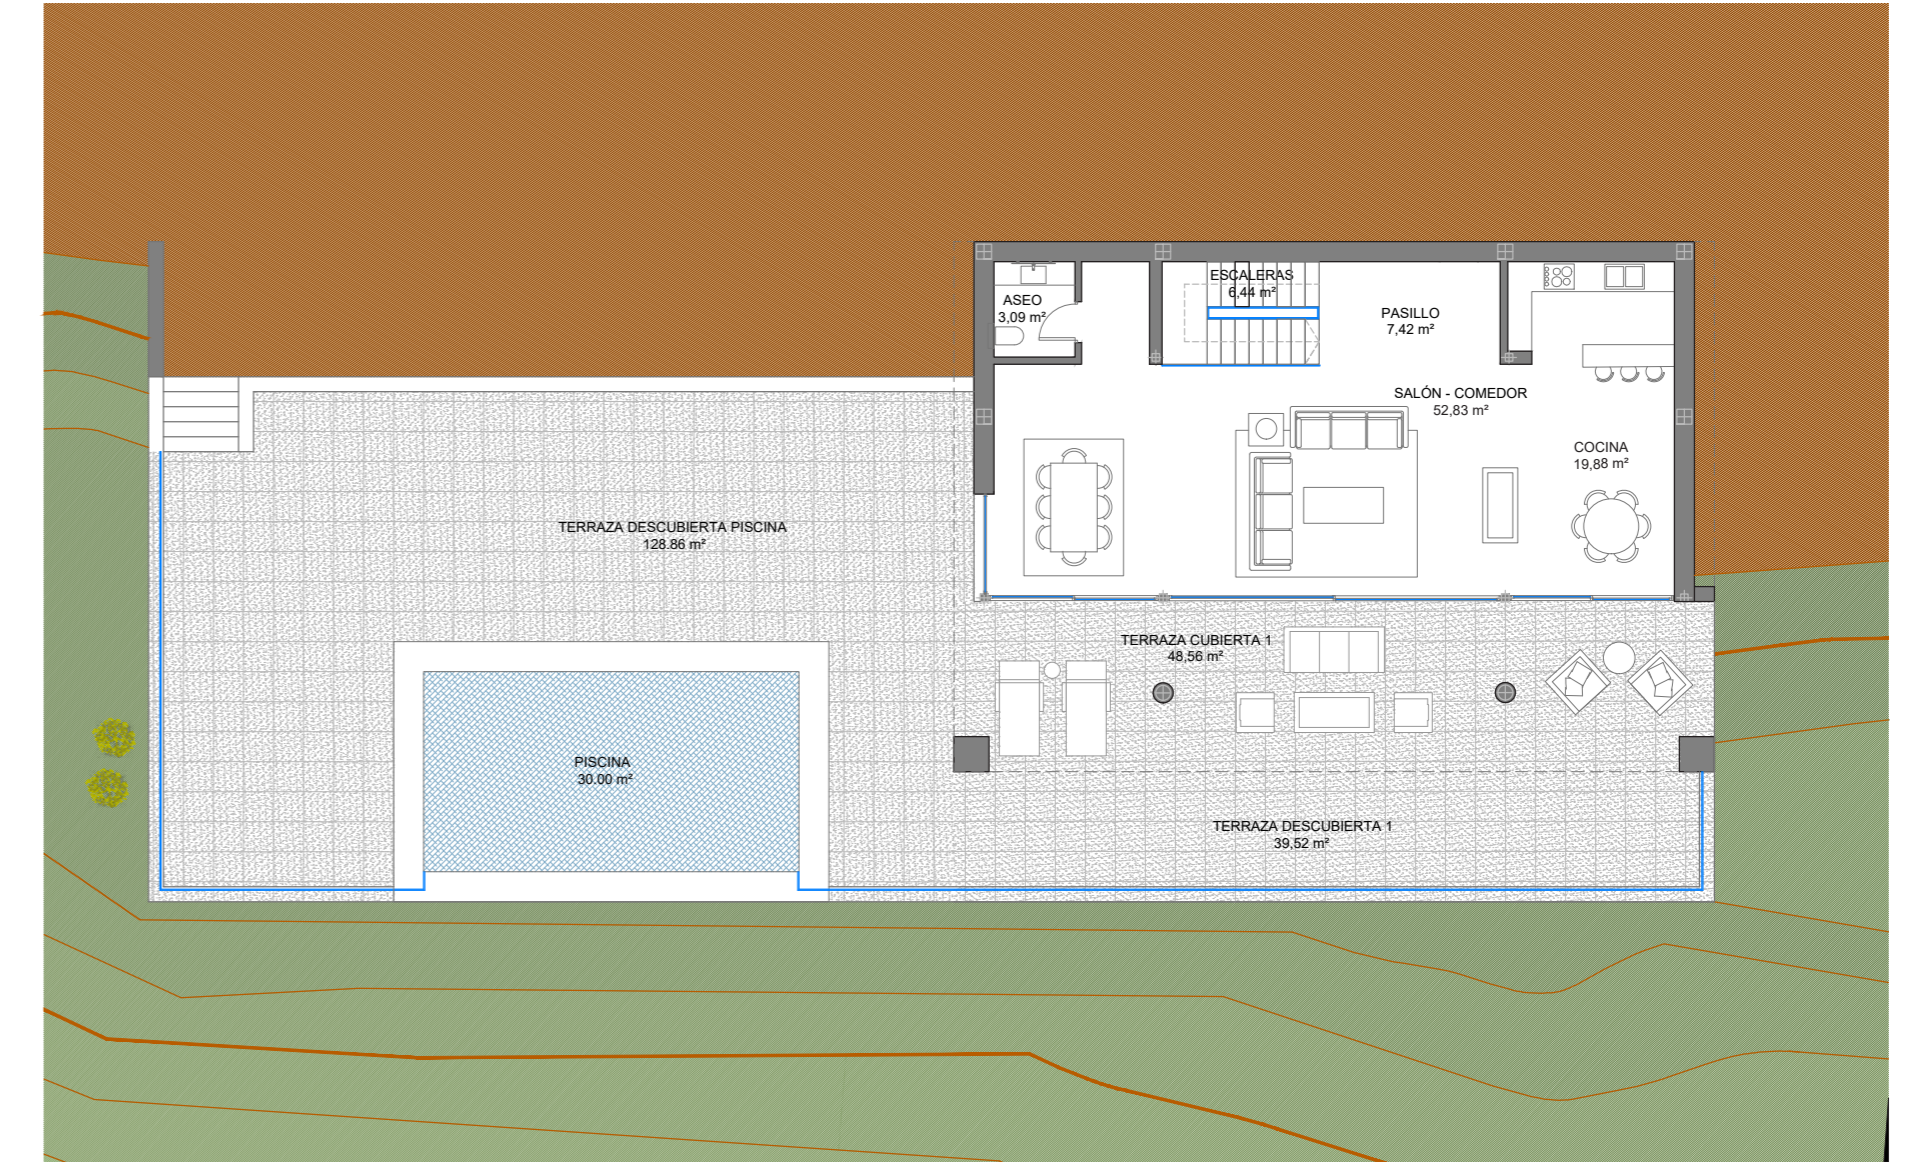 ESCALERAS
6,44 m²
ASEO
3,09 m²
PASILLO
7,42 m²
SALÓN - COMEDOR
52,83 m²
COCINA
19,88 m²
TERRAZA DESCUBIERTA PISCINA
128.86 m²
TERRAZA CUBIERTA 1
48,56 m²
PISCINA
30.00 m²
TERRAZA DESCUBIERTA 1
39,52 m²